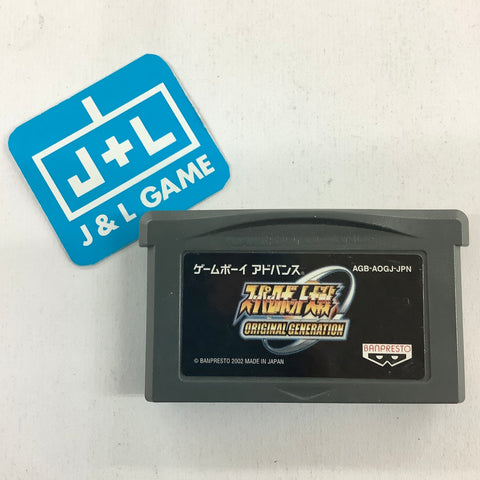 J+L
J & L GAME
ゲームボーイ アドバンス
AGB-AOGJ-JPN
スーパーロボット大戦
ORIGINAL GENERATION
BANPRESTO
© BANPRESTO 2002 MADE IN JAPAN